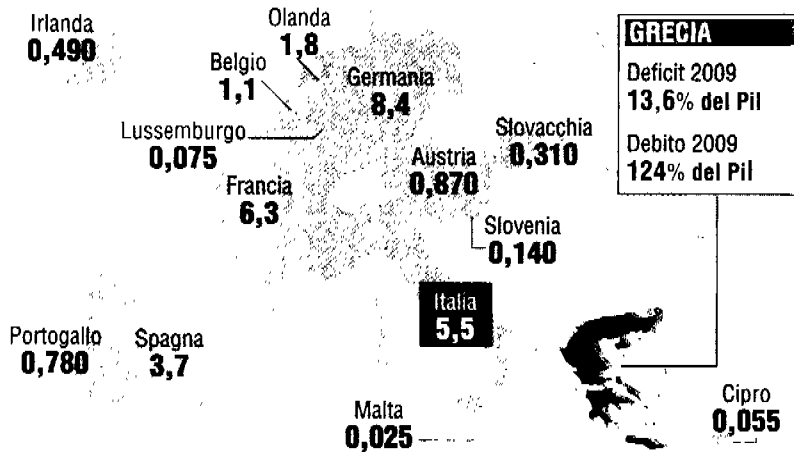 Irlanda
0,490
Olanda
1,8
Belgio
1,1
Germania
8,4
Lussemburgo
0,075
Slovacchia
0,310
Austria
0,870
Francia
6,3
Slovenia
0,140
Italia
5,5
Portogallo
0,780
Spagna
3,7
Malta
0,025
Cipro
0,055
GRECIA
Deficit 2009
13,6% del Pil
Debito 2009
124% del Pil